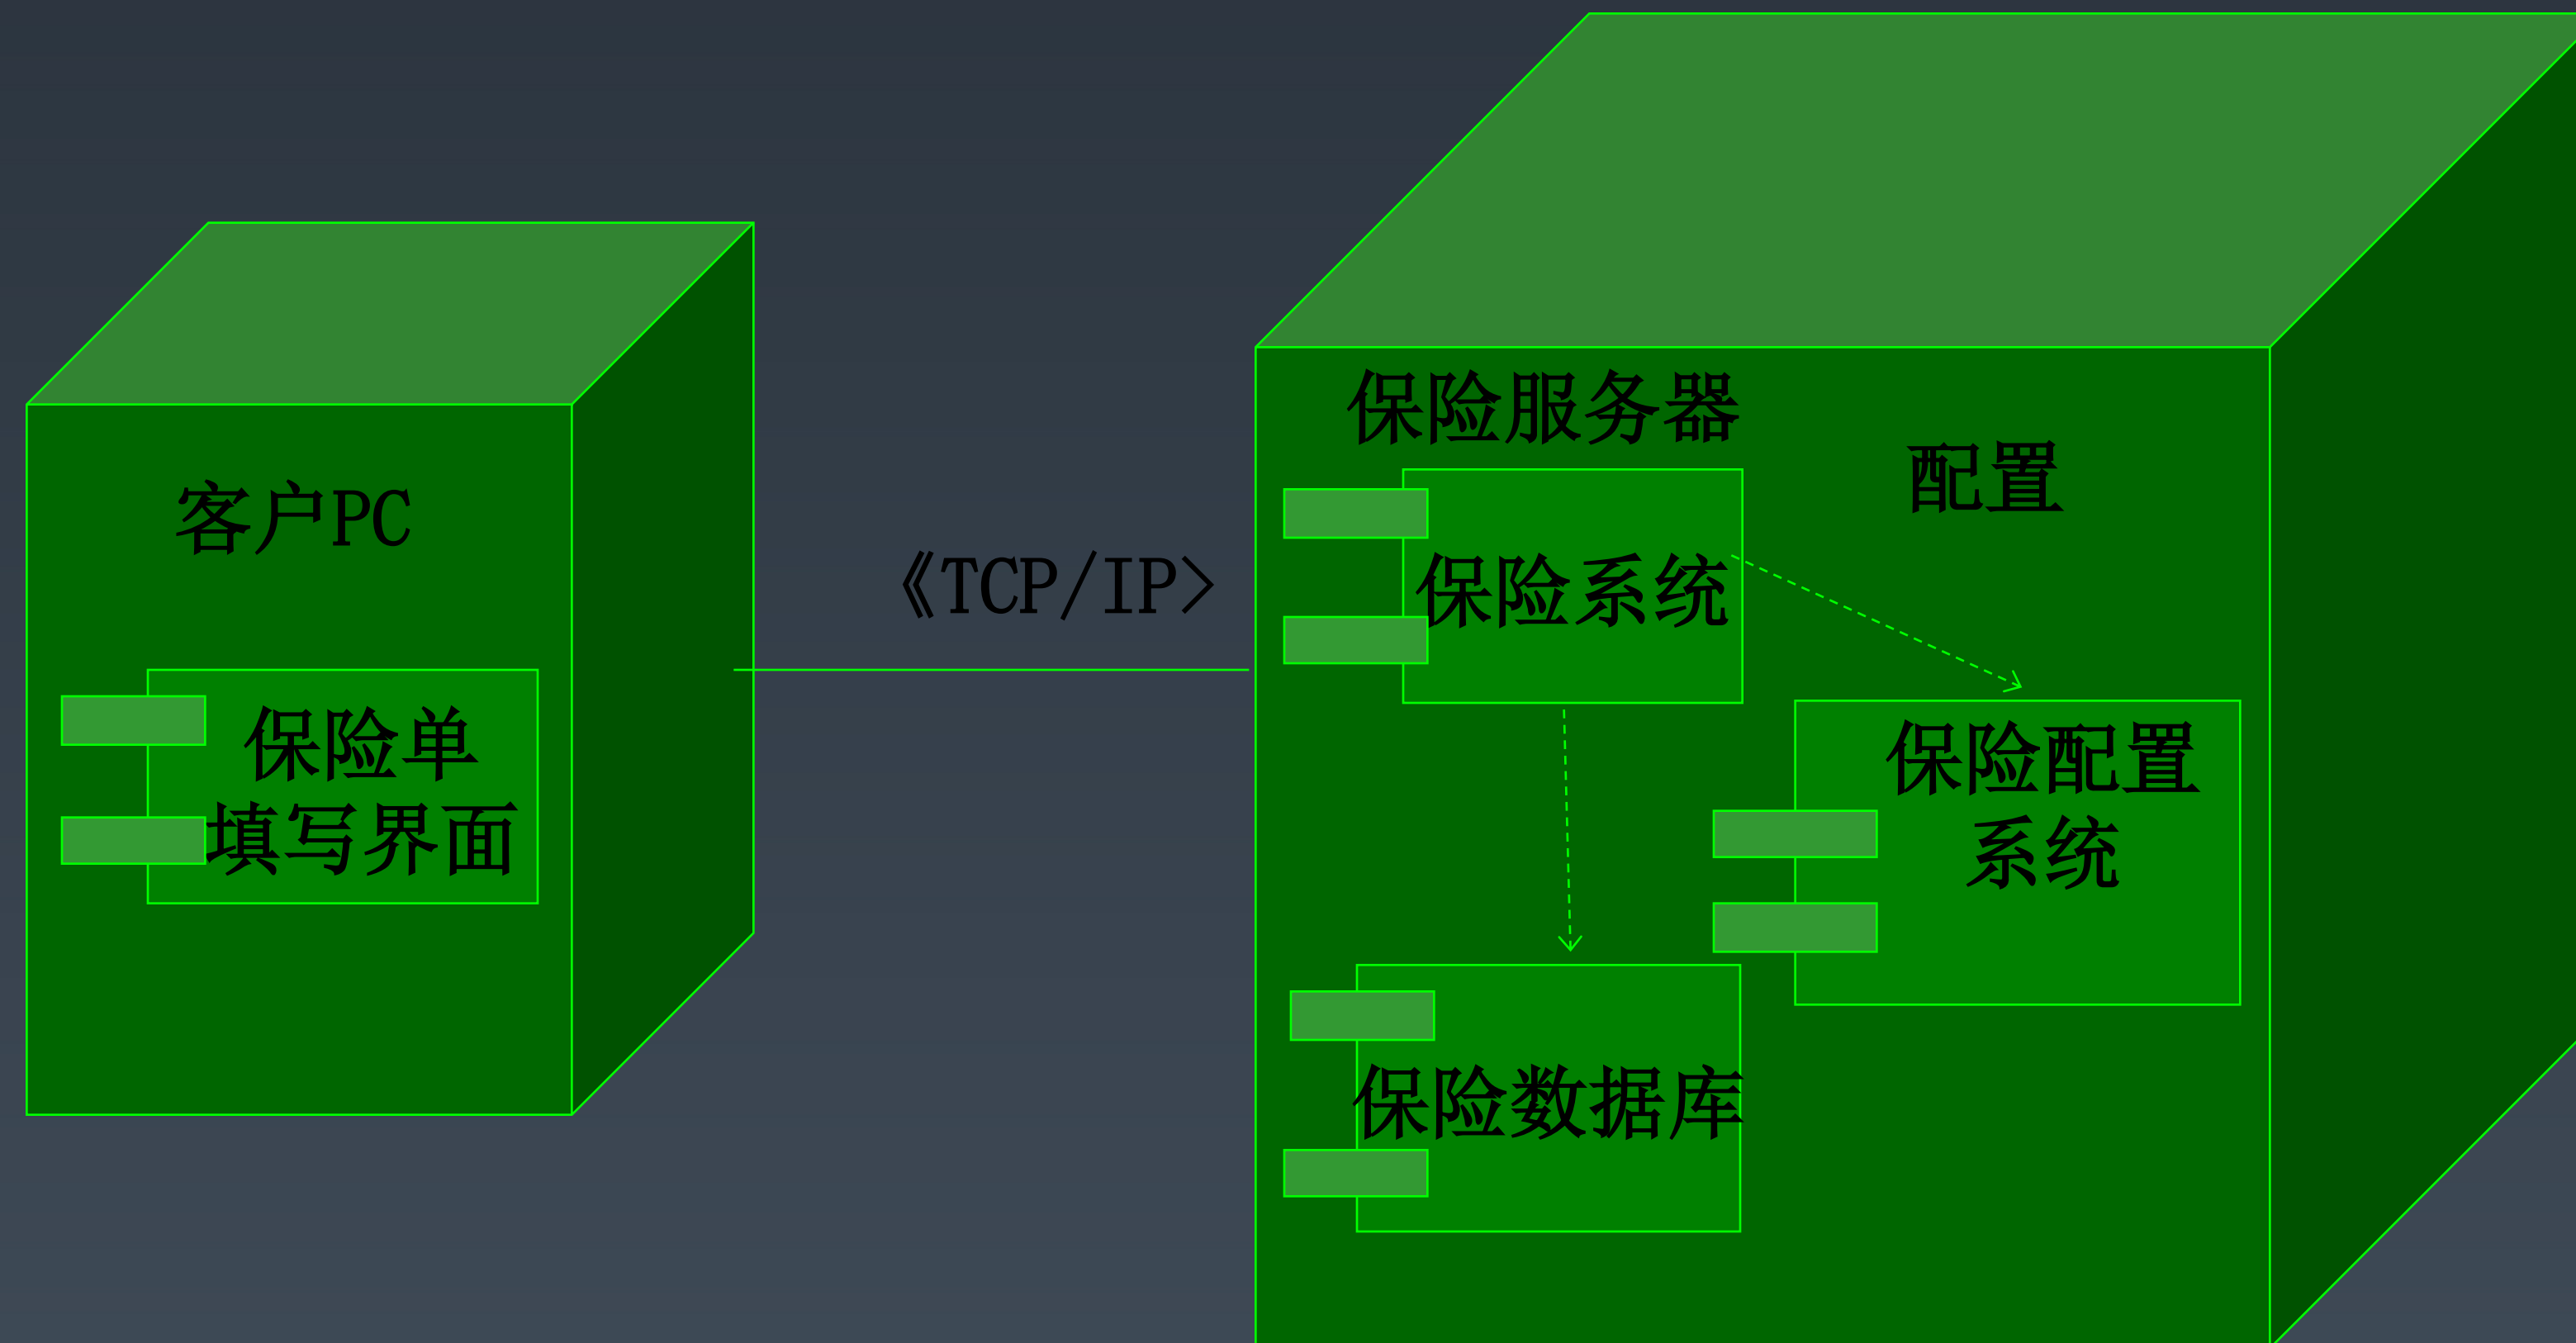 客户PC
保险单
填写界面
《TCP/IP〉
保险服务器
配置
保险系统
保险配置
系统
保险数据库